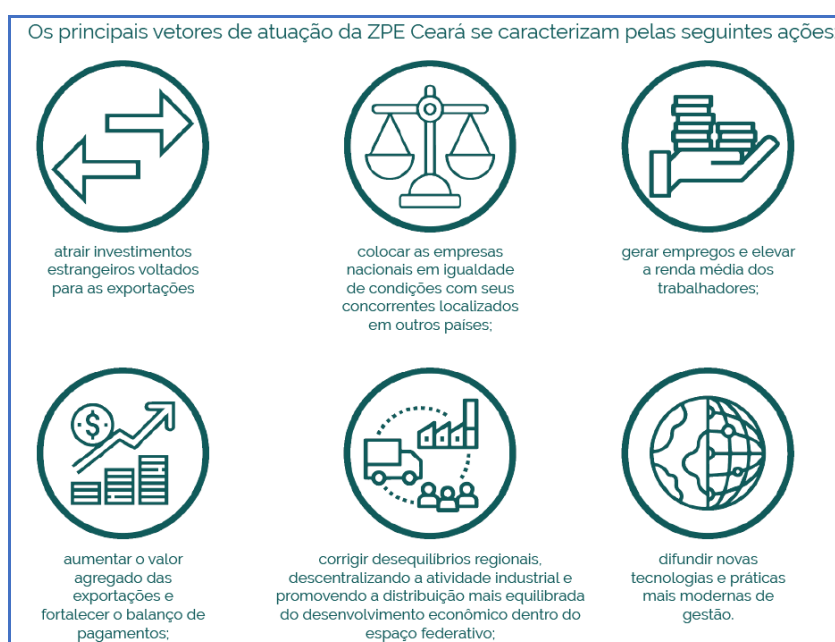 Os principais vetores de atuação da ZPE Ceará se caracterizam pelas seguintes ações
atrair investimentos
estrangeiros voltados
para as exportações
colocar as empresas
nacionais em igualdade
de condições com seus
concorrentes localizados
em outros países;
gerar empregos e elevar
a renda média dos
trabalhadores;
$
aumentar o valor
agregado das
exportações e
fortalecer o balanço de
pagamentos;
corrigir desequilíbrios regionais,
descentralizando a atividade industrial e
promovendo a distribuição mais equilibrada
do desenvolvimento econômico dentro do
espaço federativo;
difundir novas
tecnologias e práticas
mais modernas de
gestão.